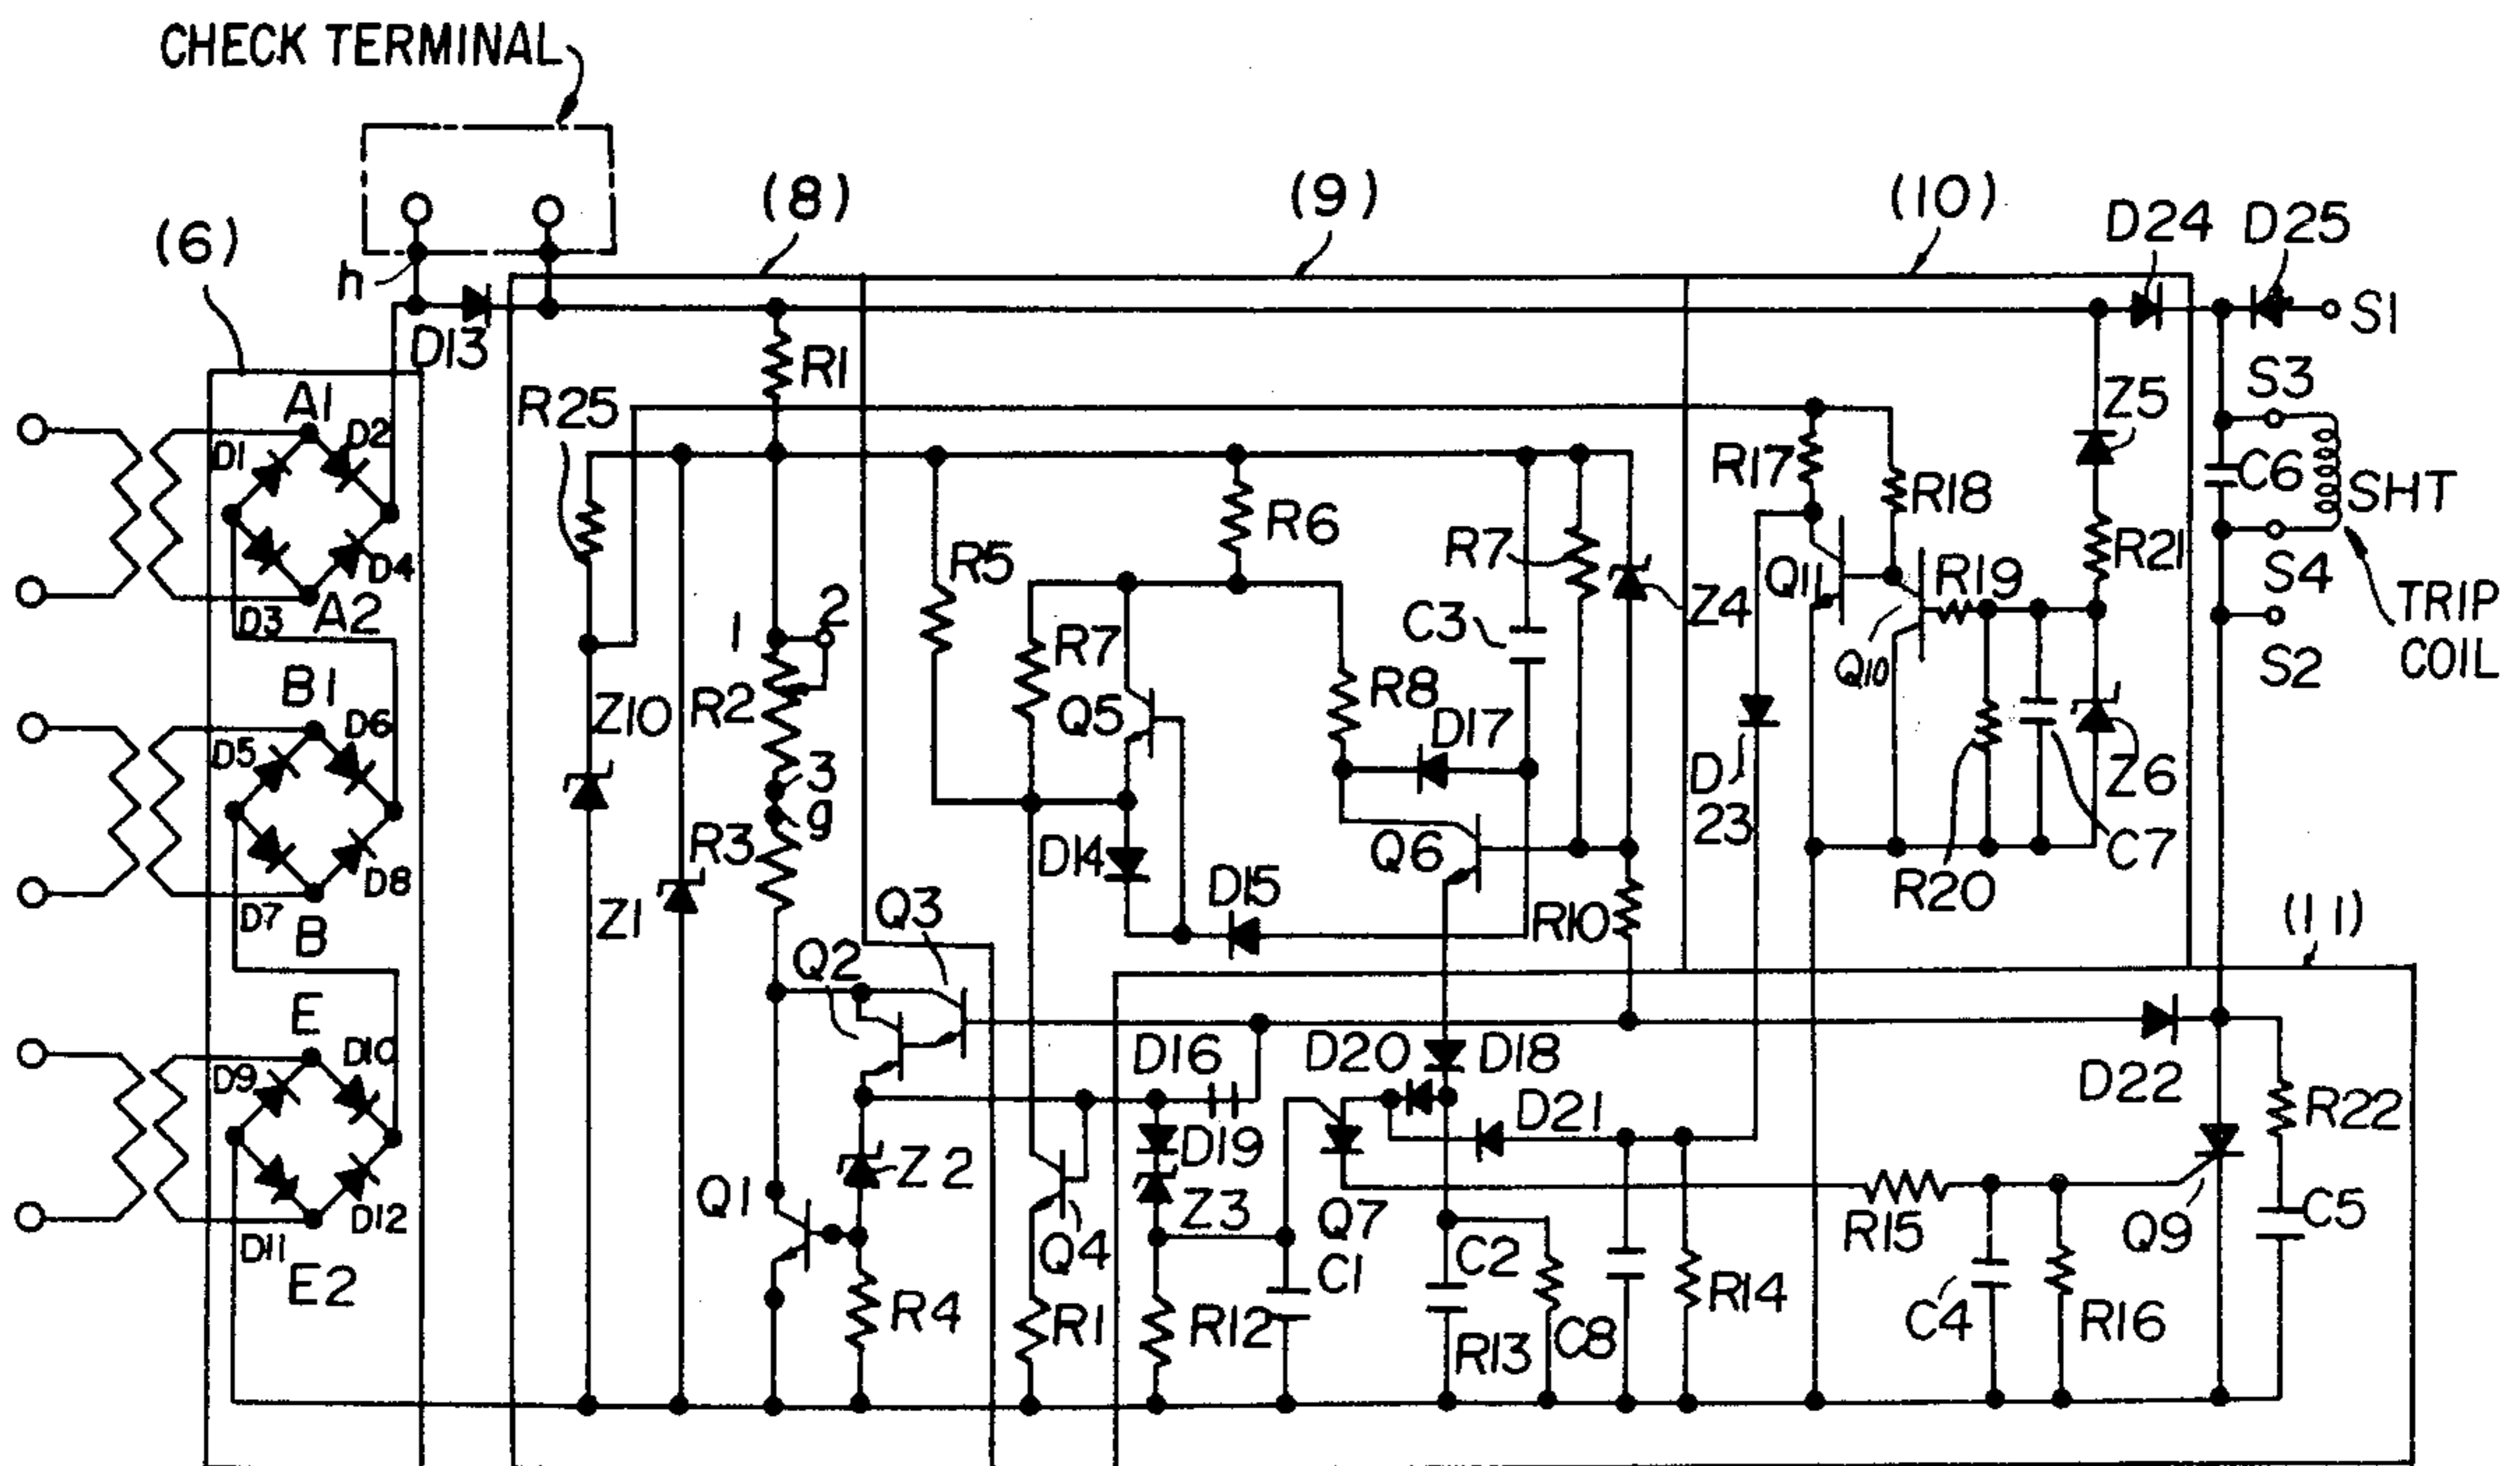 CHECK TERMINAL
(6)
(8)
(9)
(10)
D24
D25
h
D13
S1
R1
A1
D1
D2
D3
D4
A2
R25
R17
R18
Z5
S3
C6
SHT
R5
R6
R7
C3
Z4
Q11
R19
R21
S4
TRIP
COIL
Q10
S2
1
2
B1
D5
D6
D7
D8
B
Z10
R2
3
9
R3
R7
Q5
R8
D17
D
23
Z6
C7
R20
D14
Q6
D15
R10
Z1
Q3
Q2
(11)
E
D9
D10
D11
D12
E2
D16
D20
D18
D22
D21
R22
D19
Z2
Z3
Q1
Q4
Q7
R15
Q9
C5
C1
C2
R4
R1
R12
R13
C8
R14
C4
R16